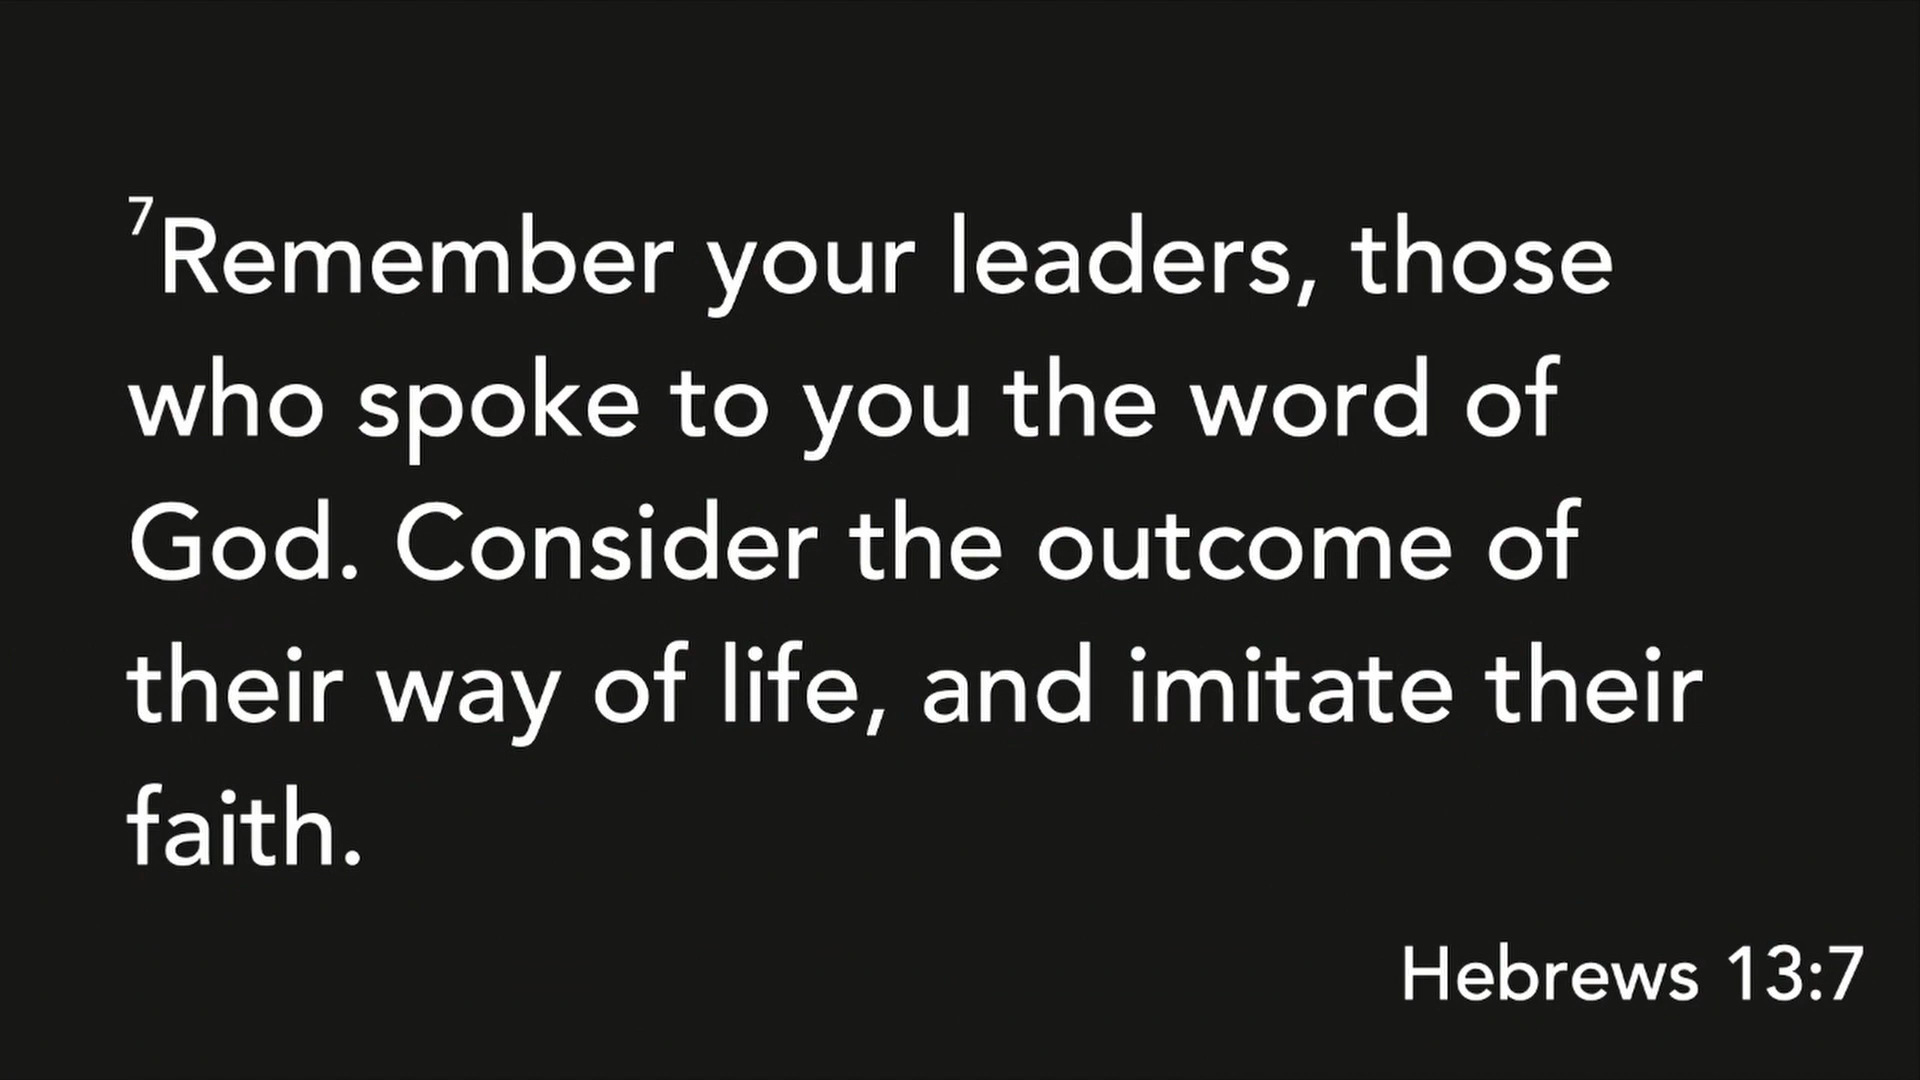 ⁷Remember your leaders, those
who spoke to you the word of
God. Consider the outcome of
their way of life, and imitate their
faith.
Hebrews 13:7